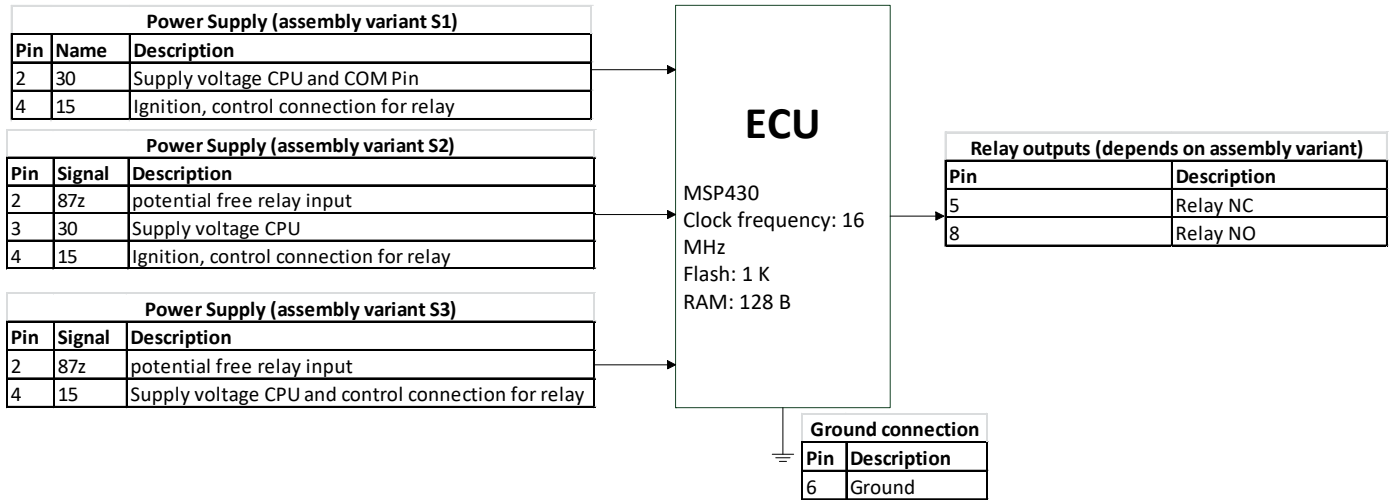 Power Supply (assembly variant S1)
Pin Name Description
2 30 Supply voltage CPU and COM Pin
4 15 Ignition, control connection for relay
Power Supply (assembly variant S2)
Pin Signal Description
2 87z potential free relay input
3 30 Supply voltage CPU
4 15 Ignition, control connection for relay
Power Supply (assembly variant S3)
Pin Signal Description
2 87z potential free relay input
4 15 Supply voltage CPU and control connection for relay
ECU
MSP430
Clock frequency: 16
MHz
Flash: 1 K
RAM: 128 B
Relay outputs (depends on assembly variant)
Pin Description
5 Relay NC
8 Relay NO
Ground connection
Pin Description
6 Ground